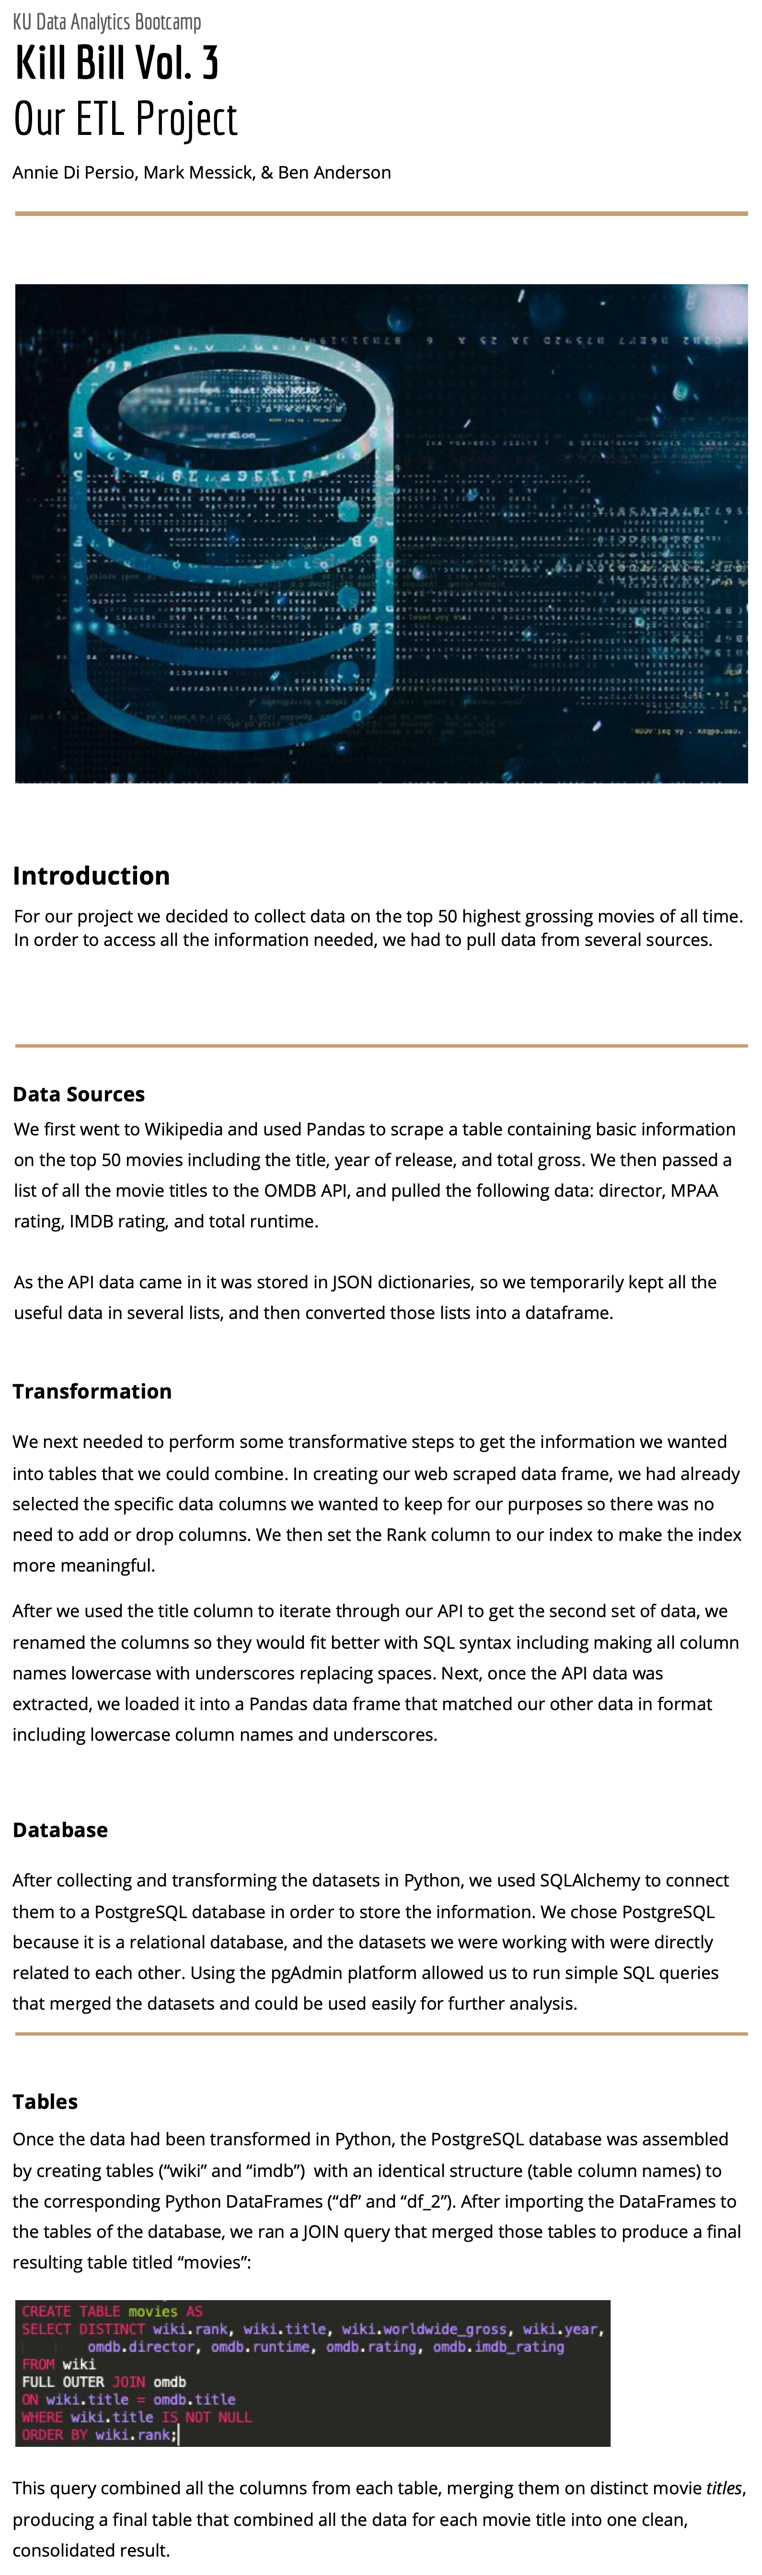 KU Data Analytics Bootcamp
Kill Bill Vol. 3
Our ETL Project
Annie Di Persio, Mark Messick, & Ben Anderson
__version__
Introduction
For our project we decided to collect data on the top 50 highest grossing movies of all time.
In order to access all the information needed, we had to pull data from several sources.
Data Sources
We first went to Wikipedia and used Pandas to scrape a table containing basic information
on the top 50 movies including the title, year of release, and total gross. We then passed a
list of all the movie titles to the OMDB API, and pulled the following data: director, MPAA
rating, IMDB rating, and total runtime.
As the API data came in it was stored in JSON dictionaries, so we temporarily kept all the
useful data in several lists, and then converted those lists into a dataframe.
Transformation
We next needed to perform some transformative steps to get the information we wanted
into tables that we could combine. In creating our web scraped data frame, we had already
selected the specific data columns we wanted to keep for our purposes so there was no
need to add or drop columns. We then set the Rank column to our index to make the index
more meaningful.
After we used the title column to iterate through our API to get the second set of data, we
renamed the columns so they would fit better with SQL syntax including making all column
names lowercase with underscores replacing spaces. Next, once the API data was
extracted, we loaded it into a Pandas data frame that matched our other data in format
including lowercase column names and underscores.
Database
After collecting and transforming the datasets in Python, we used SQLAlchemy to connect
them to a PostgreSQL database in order to store the information. We chose PostgreSQL
because it is a relational database, and the datasets we were working with were directly
related to each other. Using the pgAdmin platform allowed us to run simple SQL queries
that merged the datasets and could be used easily for further analysis.
Tables
Once the data had been transformed in Python, the PostgreSQL database was assembled
by creating tables (“wiki” and “imdb”) with an identical structure (table column names) to
the corresponding Python DataFrames (“df” and “df_2”). After importing the DataFrames to
the tables of the database, we ran a JOIN query that merged those tables to produce a final
resulting table titled “movies”:
CREATE TABLE movies AS
SELECT DISTINCT wiki.rank, wiki.title, wiki.worldwide_gross, wiki.year,
omdb.director, omdb.runtime, omdb.rating, omdb.imdb_rating
FROM wiki
FULL OUTER JOIN omdb
ON wiki.title = omdb.title
WHERE wiki.title IS NOT NULL
ORDER BY wiki.rank;
This query combined all the columns from each table, merging them on distinct movie titles,
producing a final table that combined all the data for each movie title into one clean,
consolidated result.